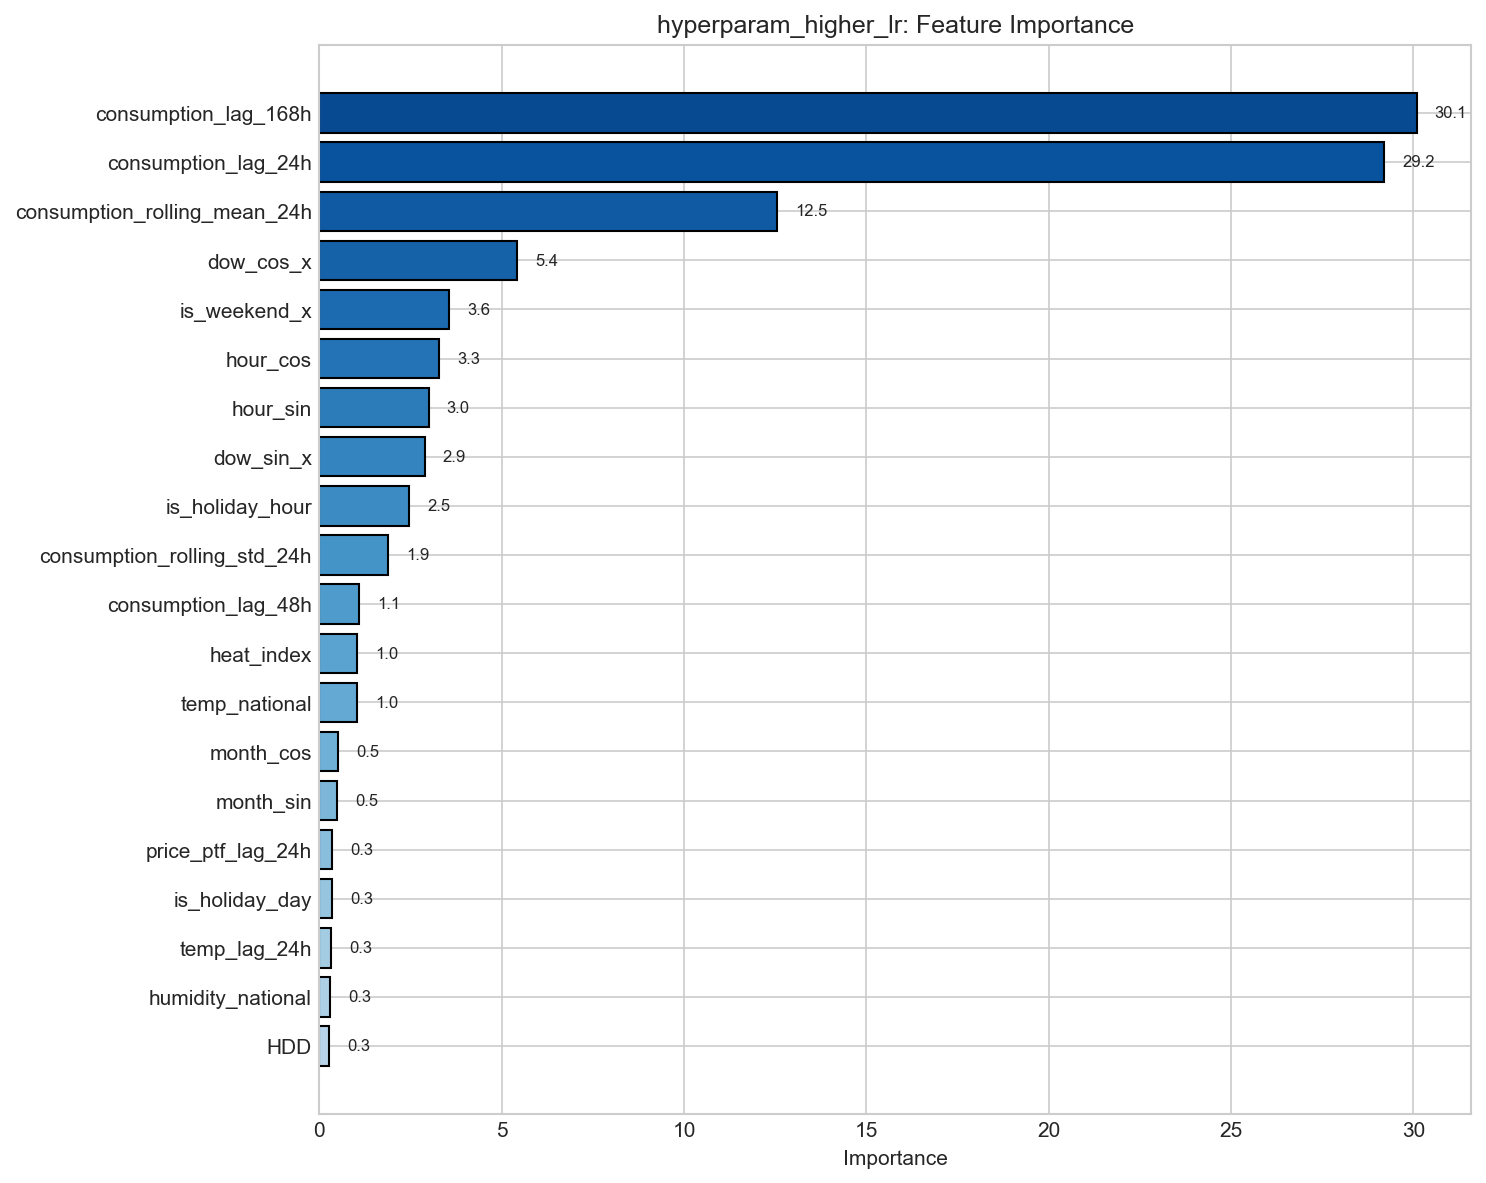 hyperparam_higher_lr: Feature Importance
consumption_lag_168h 30.1
consumption_lag_24h 29.2
consumption_rolling_mean_24h 12.5
dow_cos_x 5.4
is_weekend_x 3.6
hour_cos 3.3
hour_sin 3.0
dow_sin_x 2.9
is_holiday_hour 2.5
consumption_rolling_std_24h 1.9
consumption_lag_48h 1.1
heat_index 1.0
temp_national 1.0
month_cos 0.5
month_sin 0.5
price_ptf_lag_24h 0.3
is_holiday_day 0.3
temp_lag_24h 0.3
humidity_national 0.3
HDD 0.3
0 5 10 15 20 25 30
Importance